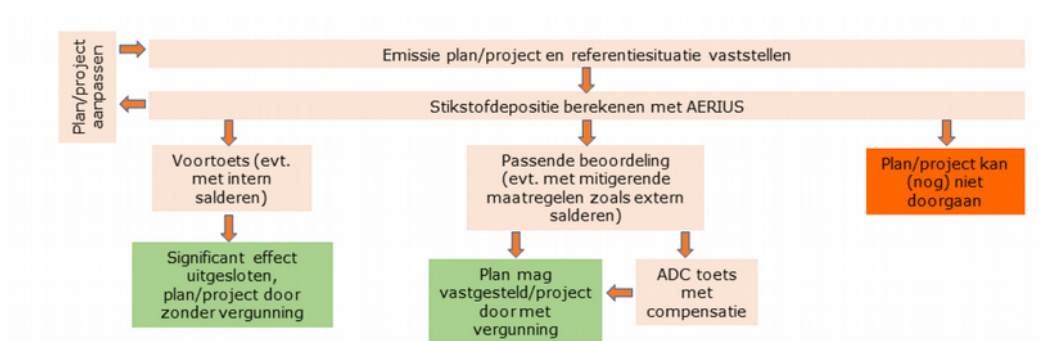 Plan/project
aanpassen
Emissie plan/project en referentiesituatie vaststellen
Stikstofdepositie berekenen met AERIUS
Voortoets (evt.
met intern
salderen)
Passende beoordeling
(evt. met mitigerende
maatregelen zoals extern
salderen)
Plan/project kan
(nog) niet
doorgaan
Significant effect
uitgesloten,
plan/project door
zonder vergunning
Plan mag
vastgesteld/project
door met
vergunning
ADC toets
met
compensatie